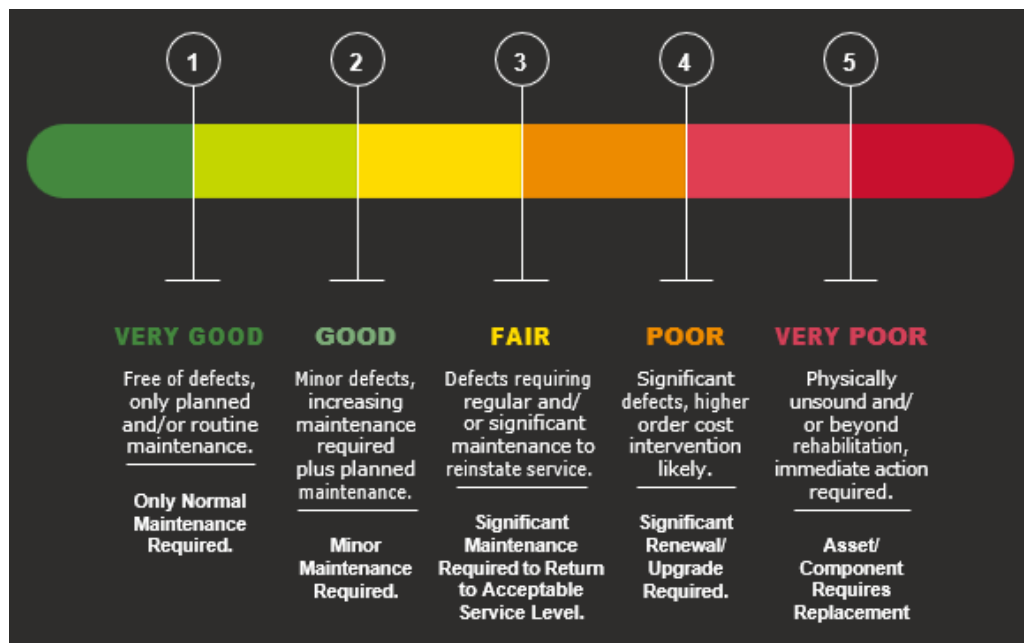 1
2
3
4
5
VERY GOOD
Free of defects,
only planned
and/or routine
maintenance.
Only Normal
Maintenance
Required.
GOOD
Minor defects,
increasing
maintenance
required
plus planned
maintenance.
Minor
Maintenance
Required.
FAIR
Defects requiring
regular and/
or significant
maintenance to
reinstate service.
Significant
Maintenance
Required to Return
to Acceptable
Service Level.
POOR
Significant
defects, higher
order cost
intervention
likely.
Significant
Renewal/
Upgrade
Required.
VERY POOR
Physically
unsound and/
or beyond
rehabilitation,
immediate action
required.
Asset/
Component
Requires
Replacement